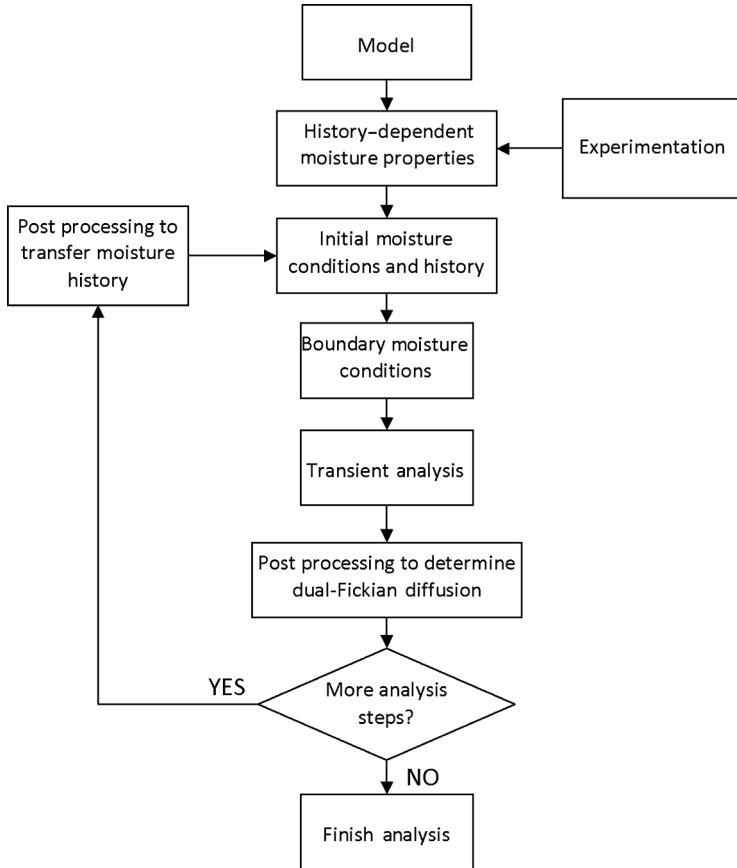 Model
History-dependent
moisture properties
Experimentation
Post processing to
transfer moisture
history
Initial moisture
conditions and history
Boundary moisture
conditions
Transient analysis
Post processing to determine
dual-Fickian diffusion
YES
More analysis
steps?
NO
Finish analysis